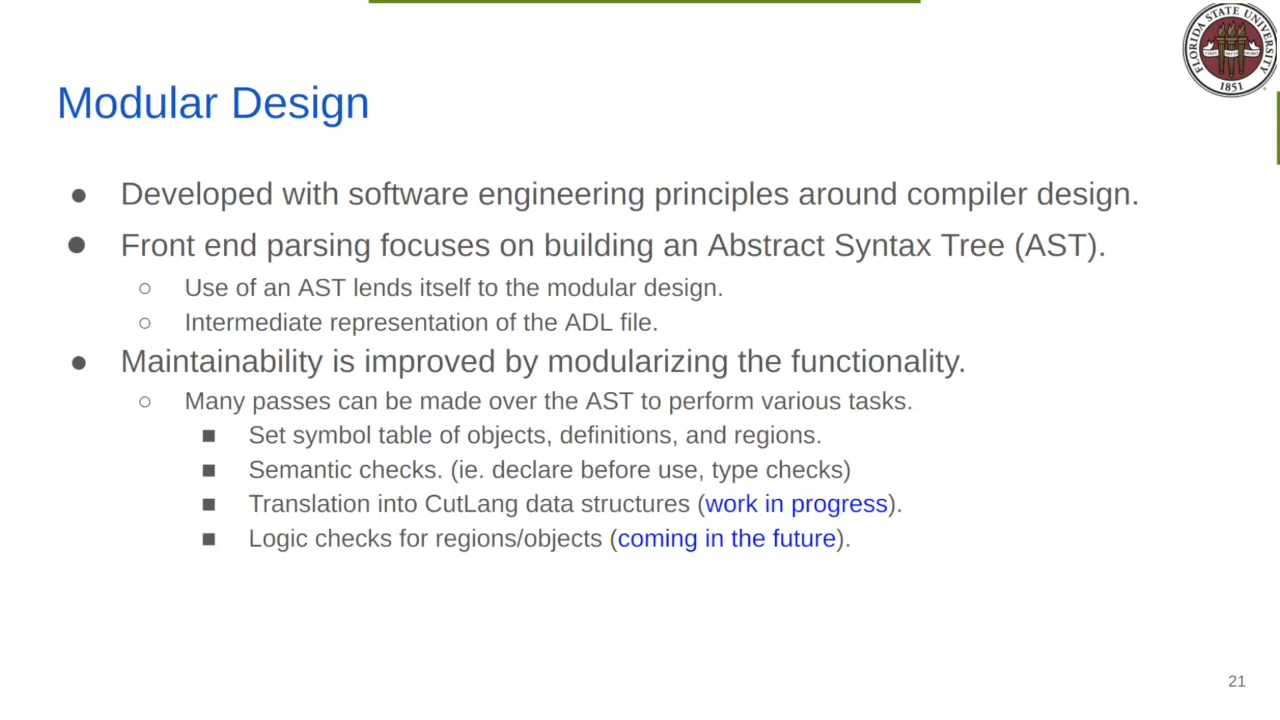 FLORIDA STATE UNIVERSITY
1851
Modular Design
● Developed with software engineering principles around compiler design.
● Front end parsing focuses on building an Abstract Syntax Tree (AST).
○ Use of an AST lends itself to the modular design.
○ Intermediate representation of the ADL file.
● Maintainability is improved by modularizing the functionality.
○ Many passes can be made over the AST to perform various tasks.
■ Set symbol table of objects, definitions, and regions.
■ Semantic checks. (ie. declare before use, type checks)
■ Translation into CutLang data structures (work in progress).
■ Logic checks for regions/objects (coming in the future).
21